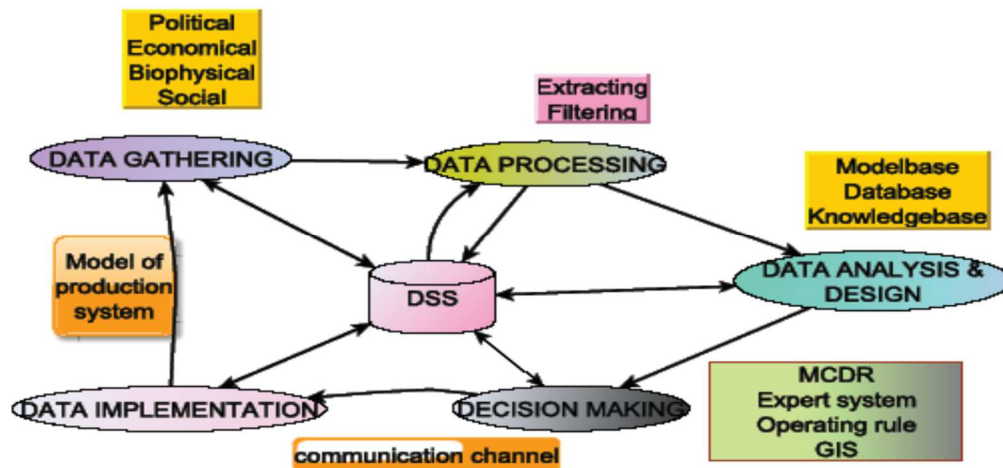 Political
Economical
Biophysical
Social
Extracting
Filtering
DATA GATHERING
DATA PROCESSING
Modelbase
Database
Knowledgebase
Model of
production
system
DSS
DATA ANALYSIS &
DESIGN
DATA IMPLEMENTATION
DECISION MAKING
MCDR
Expert system
Operating rule
GIS
communication channel